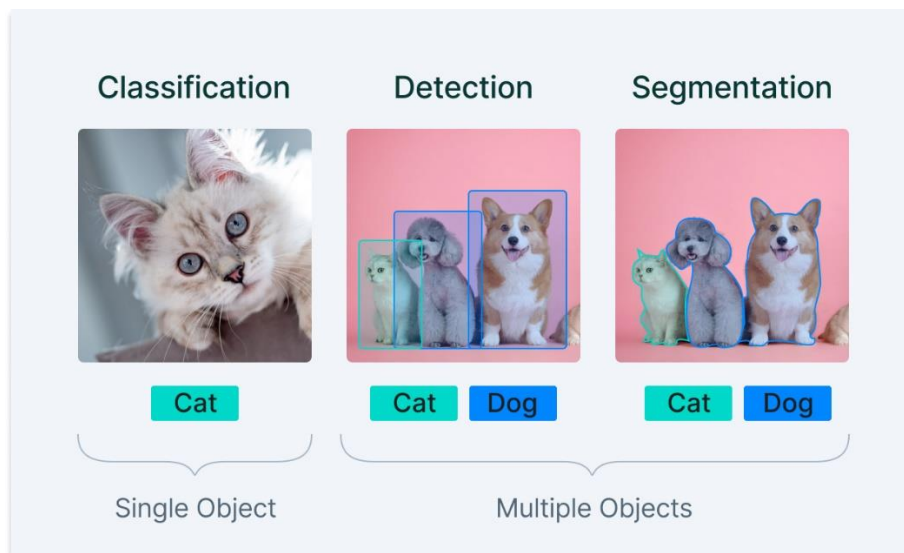 Classification
Detection
Segmentation
Cat
Cat
Dog
Cat
Dog
Single Object
Multiple Objects